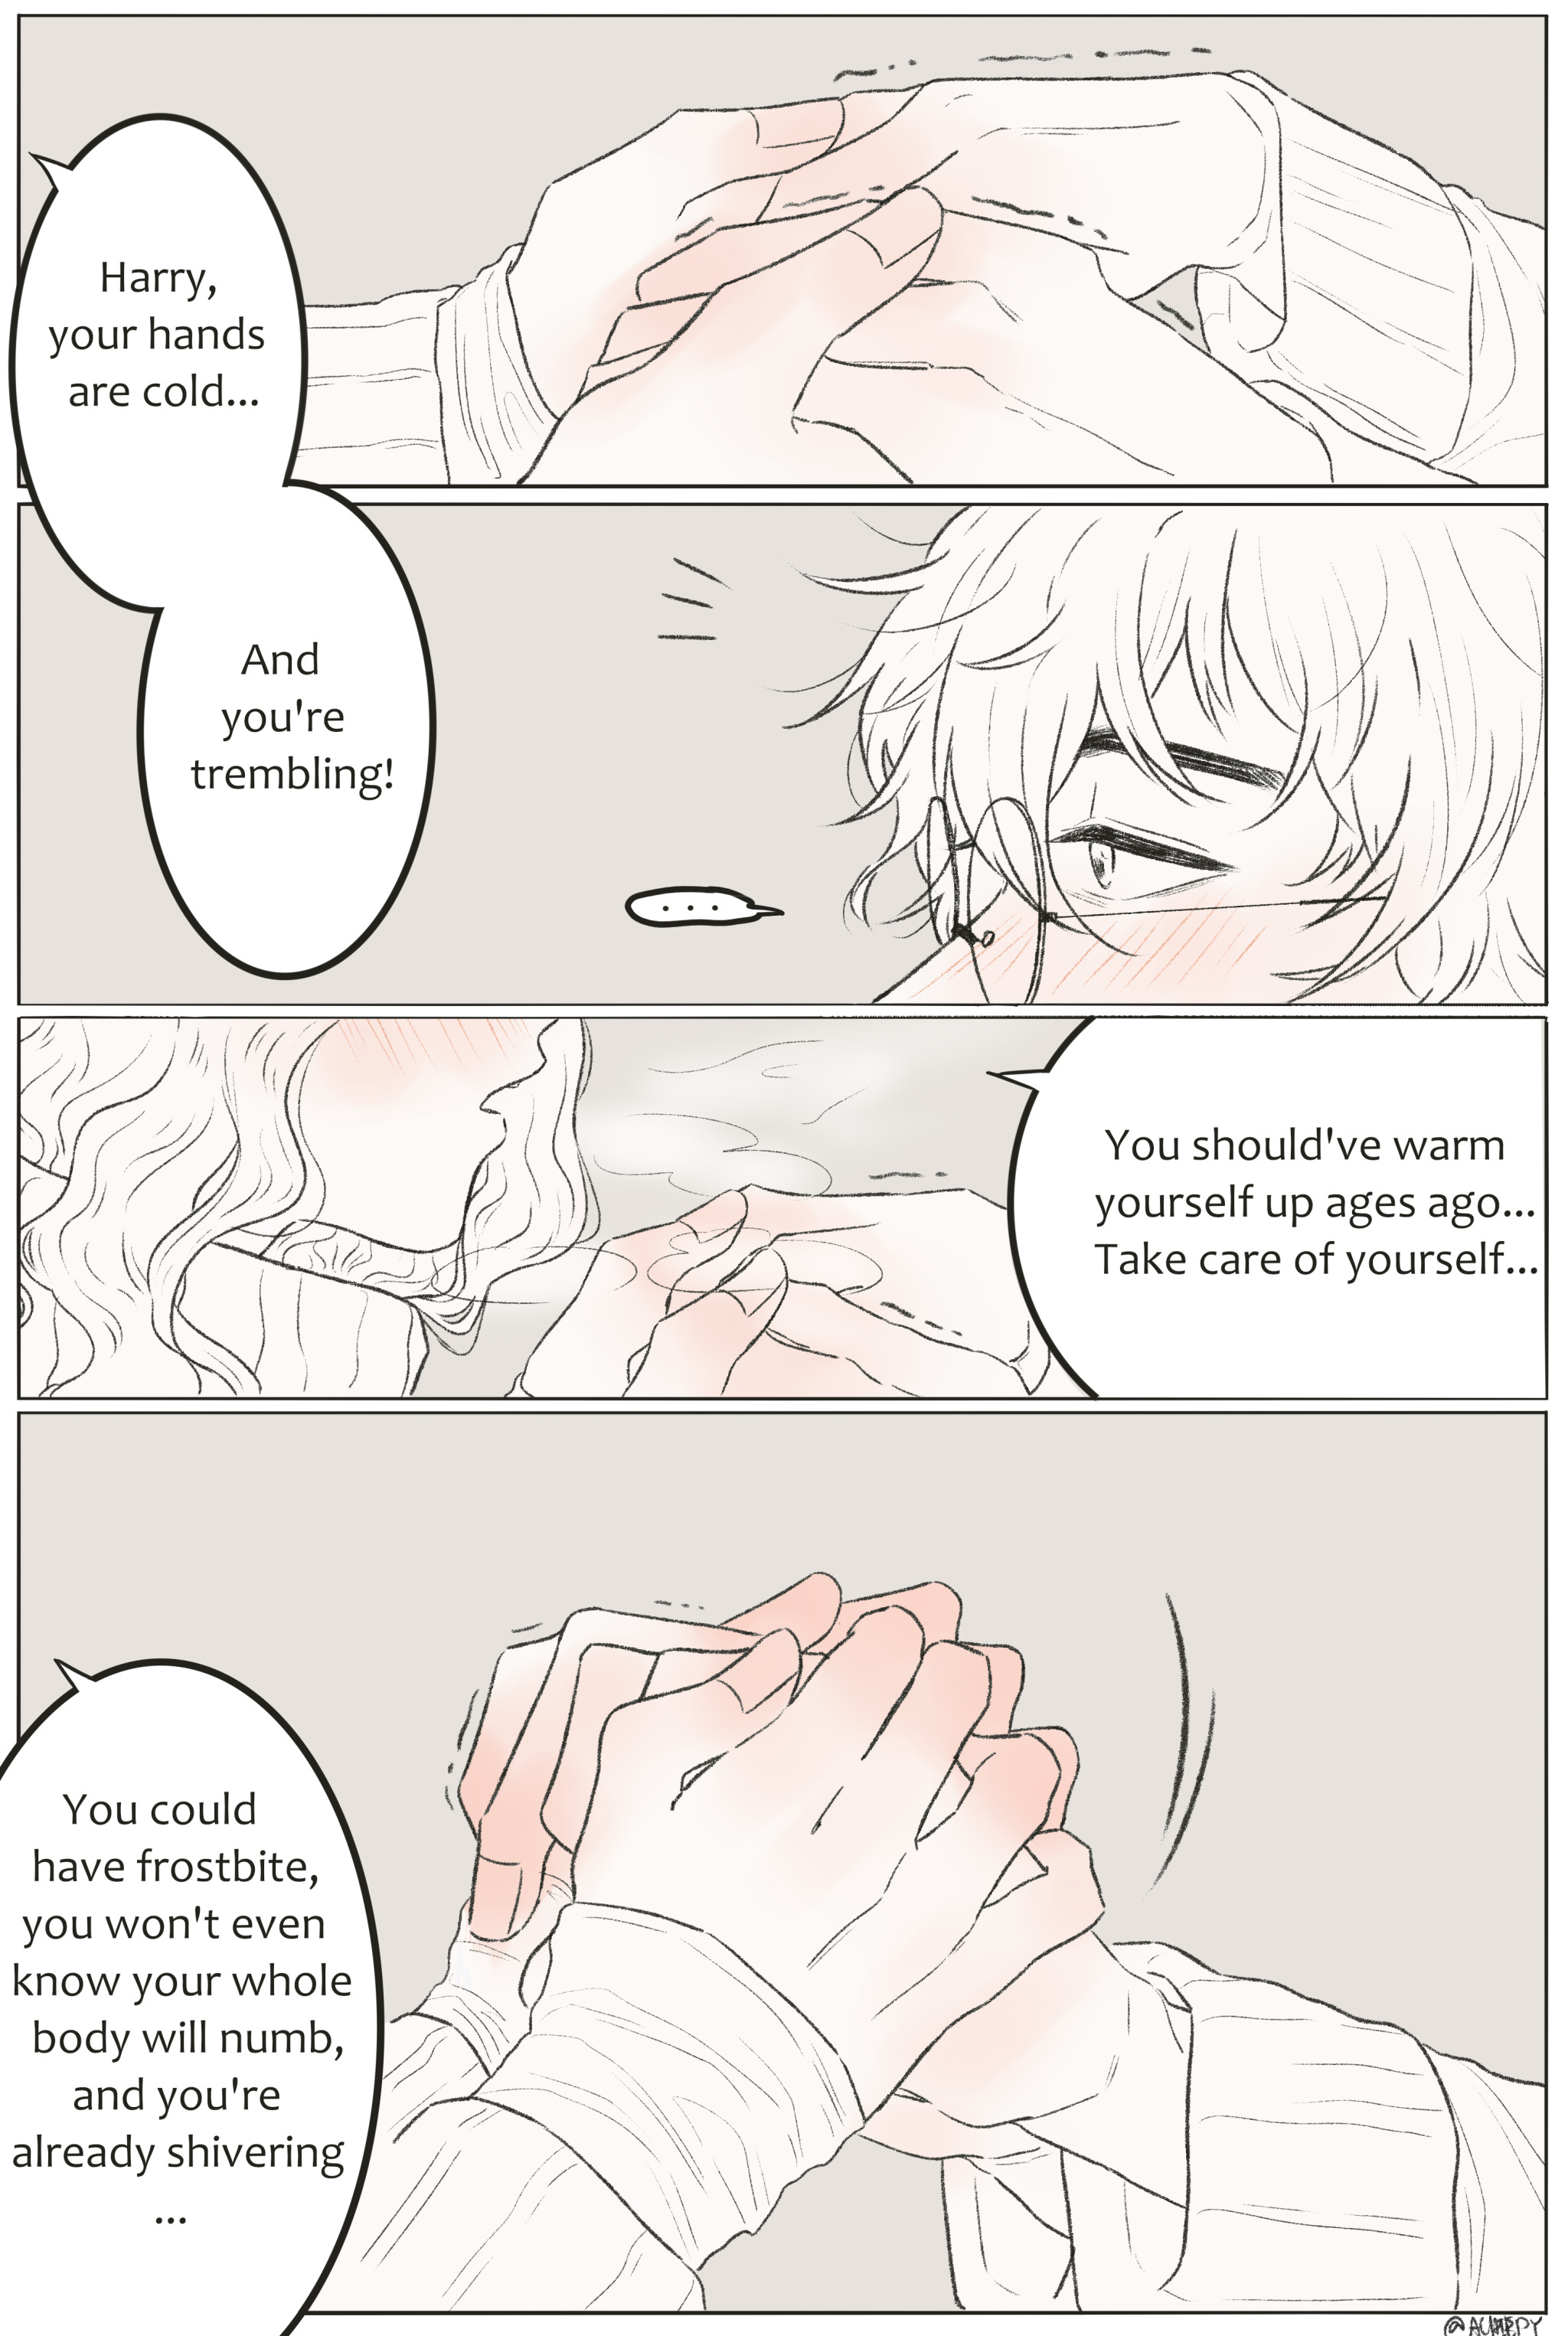 Harry,
your hands
are cold...
And
you're
trembling!
...
You should've warm
yourself up ages ago...
Take care of yourself...
You could
have frostbite,
you won't even
know your whole
body will numb,
and you're
already shivering
...